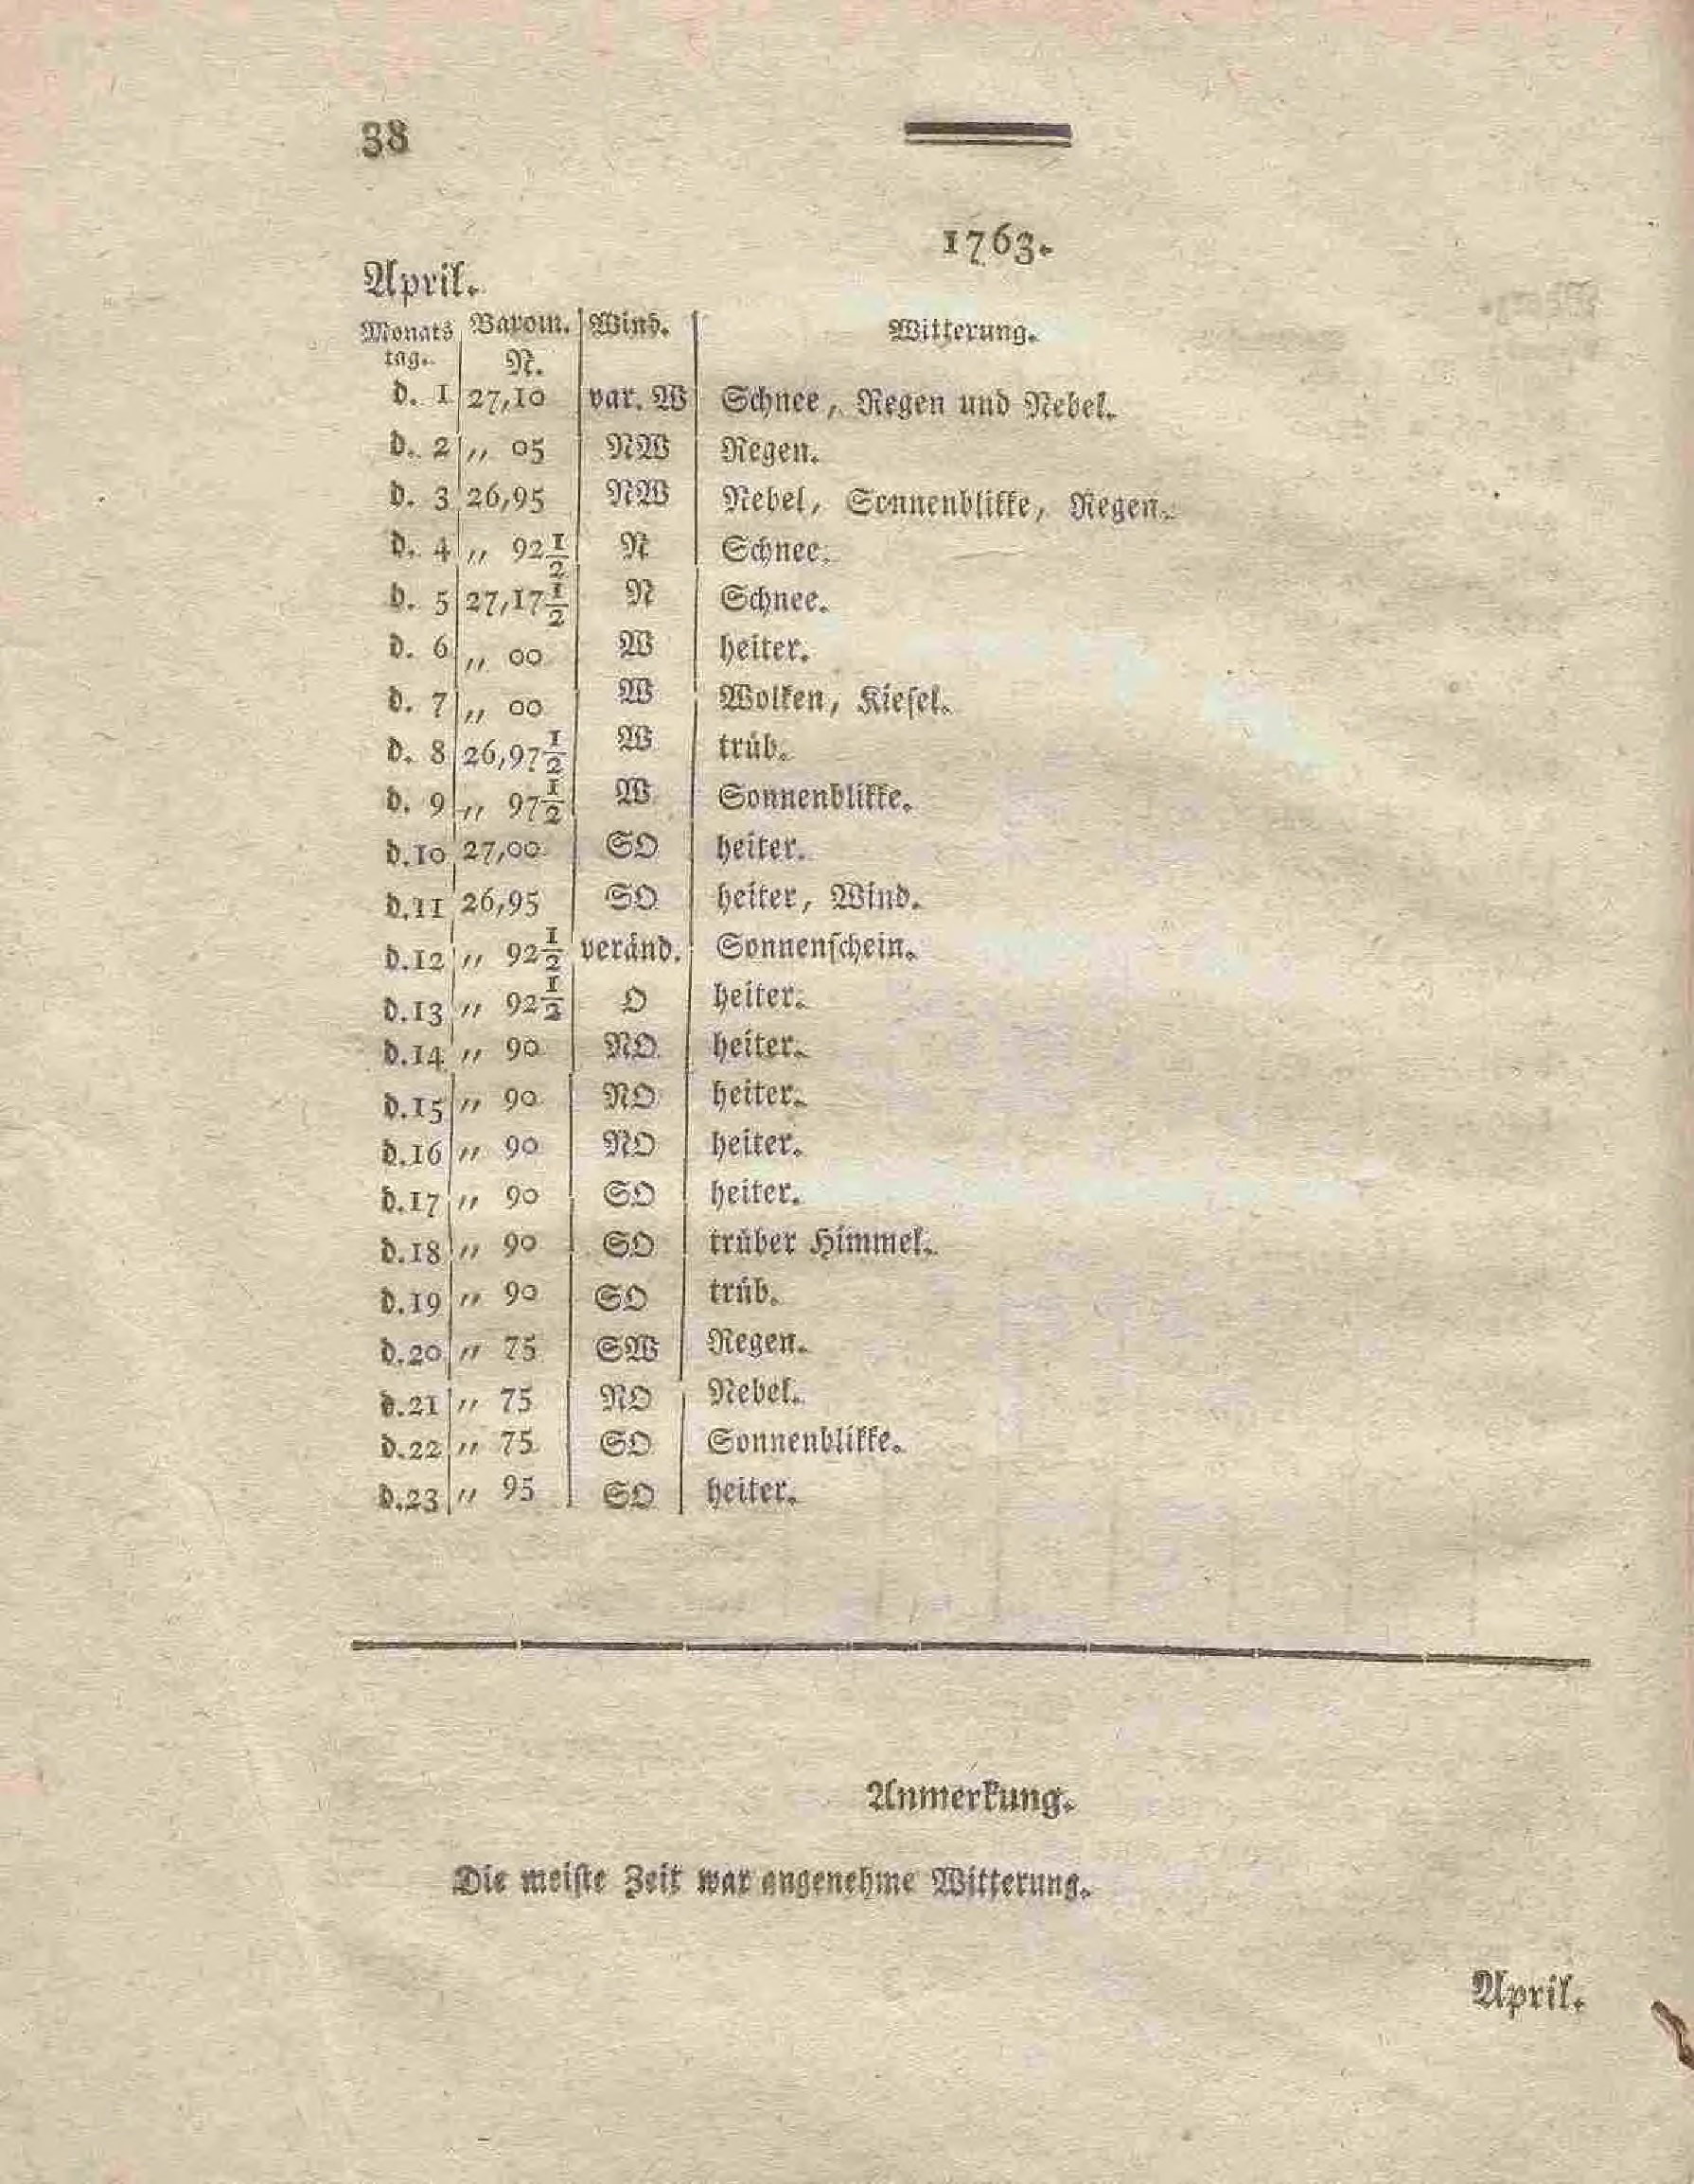 38
1763.
April.
Monats tag. Barom. N. Wind. Witterung.
d. 1 27,10 var. W Schnee, Regen und Nebel.
d. 2 „ 05 NW Regen.
d. 3 26,95 NW Nebel, Sonnenblikke, Regen.
d. 4 „ 92½ N Schnee.
d. 5 27,17½ N Schnee.
d. 6 „ 00 W heiter.
d. 7 „ 00 W Wolken, Kiesel.
d. 8 26,97½ W trüb.
d. 9 „ 97½ W Sonnenblikke.
d.10 27,00 SO heiter.
d.11 26,95 SO heiter, Wind.
d.12 „ 92½ veränd. Sonnenschein.
d.13 „ 92½ O heiter.
d.14 „ 90 NO heiter.
d.15 „ 90 NO heiter.
d.16 „ 90 NO heiter.
d.17 „ 90 SO heiter.
d.18 „ 90 SO trüber Himmel.
d.19 „ 90 SO trüb.
d.20 „ 75 SW Regen.
d.21 „ 75 NO Nebel.
d.22 „ 75 SO Sonnenblikke.
d.23 „ 95 SO heiter.
Anmerkung.
Die meiste Zeit war angenehme Witterung.
April.